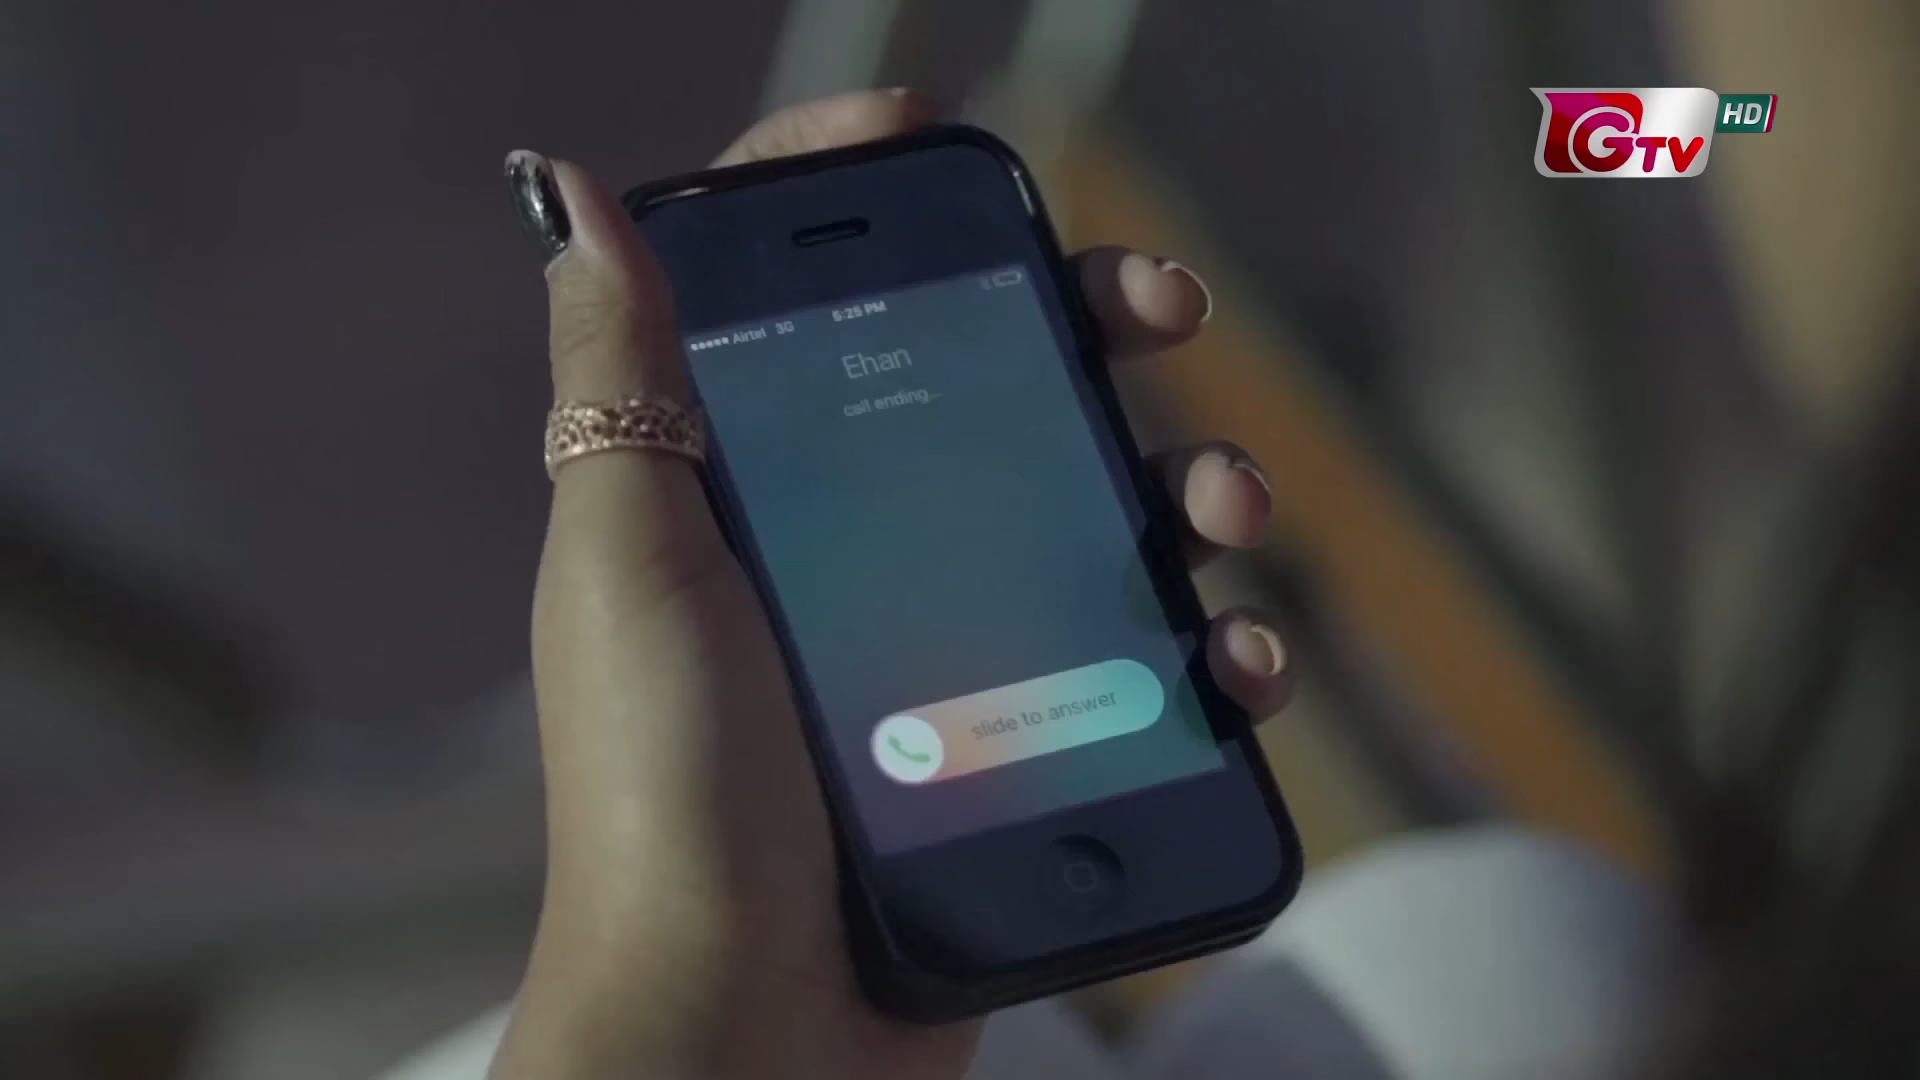 GTV HD
Airtel 3G 5:25 PM
Ehan
call ending...
slide to answer